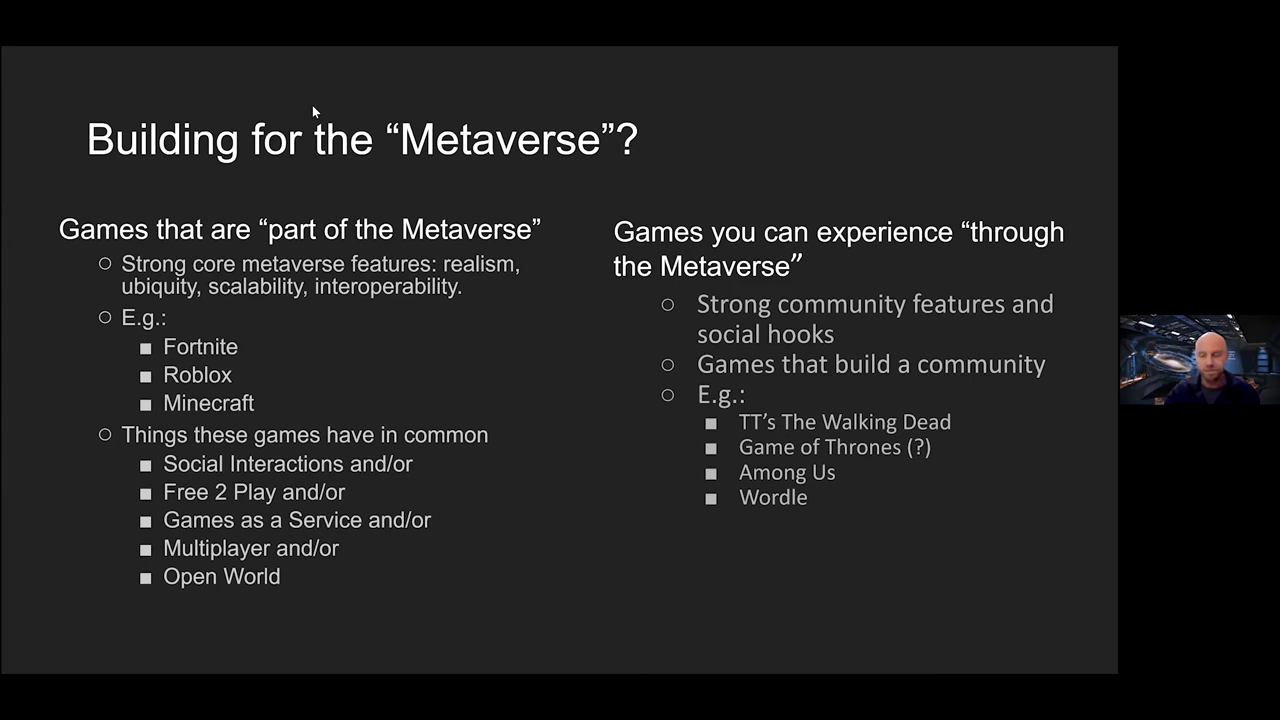 Building for the “Metaverse”?
Games that are “part of the Metaverse”
○ Strong core metaverse features: realism,
ubiquity, scalability, interoperability.
○ E.g.:
■ Fortnite
■ Roblox
■ Minecraft
○ Things these games have in common
■ Social Interactions and/or
■ Free 2 Play and/or
■ Games as a Service and/or
■ Multiplayer and/or
■ Open World
Games you can experience “through
the Metaverse”
○ Strong community features and
social hooks
○ Games that build a community
○ E.g.:
■ TT’s The Walking Dead
■ Game of Thrones (?)
■ Among Us
■ Wordle